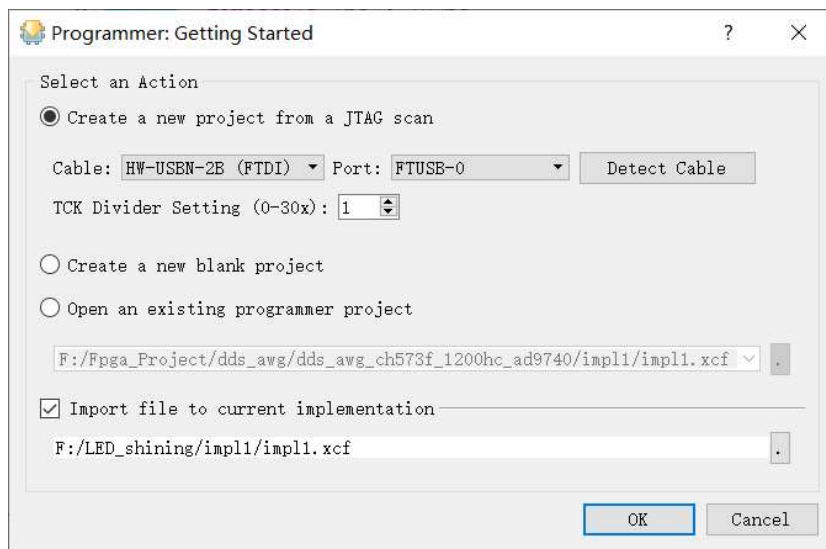 Programmer: Getting Started
Select an Action
Create a new project from a JTAG scan
Cable: HW-USBN-2B (FTDI) Port: FTUSB-0 Detect Cable
TCK Divider Setting (0-30x): 1
Create a new blank project
Open an existing programmer project
F:/Fpga_Project/dds_awg/dds_awg_ch573f_1200hc_ad9740/impl1/impl1.xcf .
Import file to current implementation
F:/LED_shining/impl1/impl1.xcf .
OK Cancel